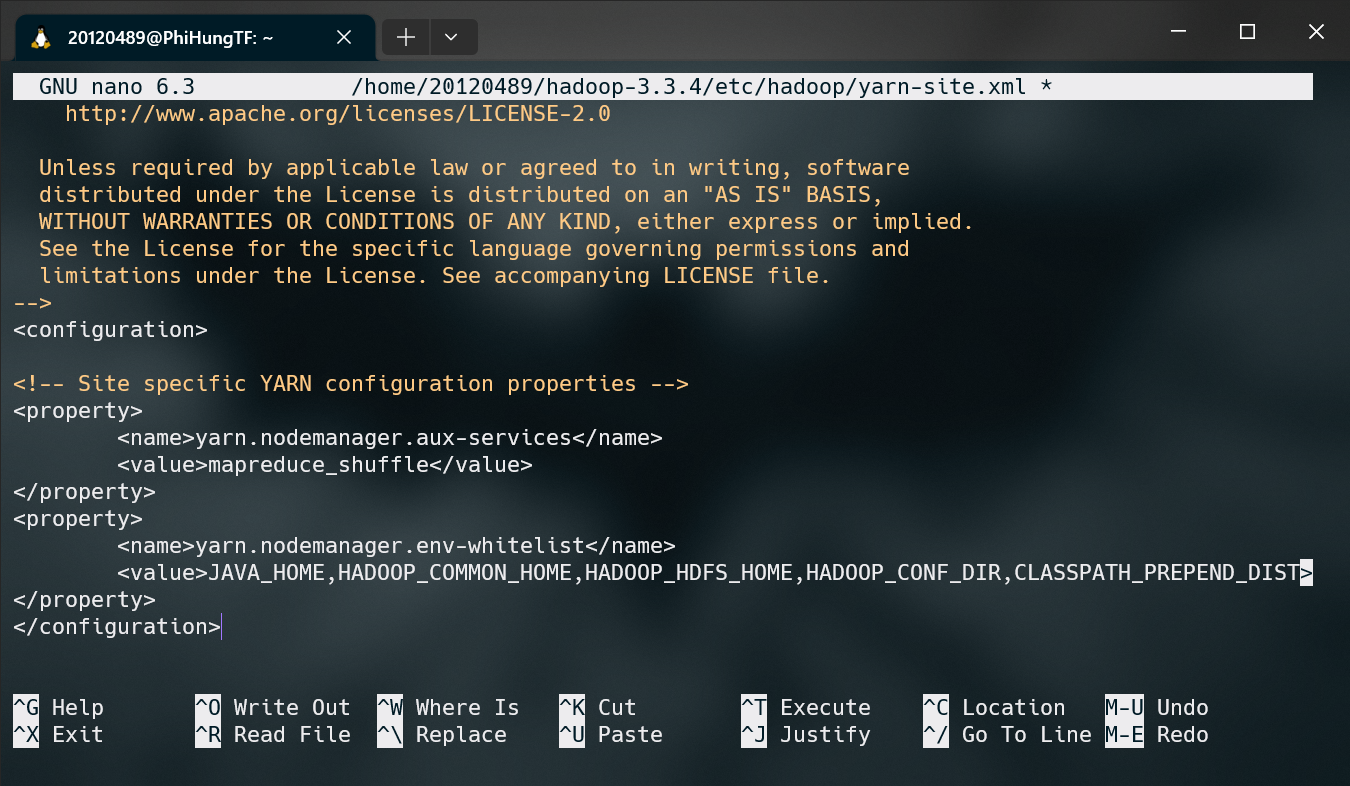 20120489@PhiHungTF: ~
GNU nano 6.3 /home/20120489/hadoop-3.3.4/etc/hadoop/yarn-site.xml *
http://www.apache.org/licenses/LICENSE-2.0
Unless required by applicable law or agreed to in writing, software
distributed under the License is distributed on an "AS IS" BASIS,
WITHOUT WARRANTIES OR CONDITIONS OF ANY KIND, either express or implied.
See the License for the specific language governing permissions and
limitations under the License. See accompanying LICENSE file.
-->
<configuration>
<!-- Site specific YARN configuration properties -->
<property>
<name>yarn.nodemanager.aux-services</name>
<value>mapreduce_shuffle</value>
</property>
<property>
<name>yarn.nodemanager.env-whitelist</name>
<value>JAVA_HOME,HADOOP_COMMON_HOME,HADOOP_HDFS_HOME,HADOOP_CONF_DIR,CLASSPATH_PREPEND_DIST>
</property>
</configuration>
^G Help ^O Write Out ^W Where Is ^K Cut ^T Execute ^C Location M-U Undo
^X Exit ^R Read File ^\ Replace ^U Paste ^J Justify ^/ Go To Line M-E Redo